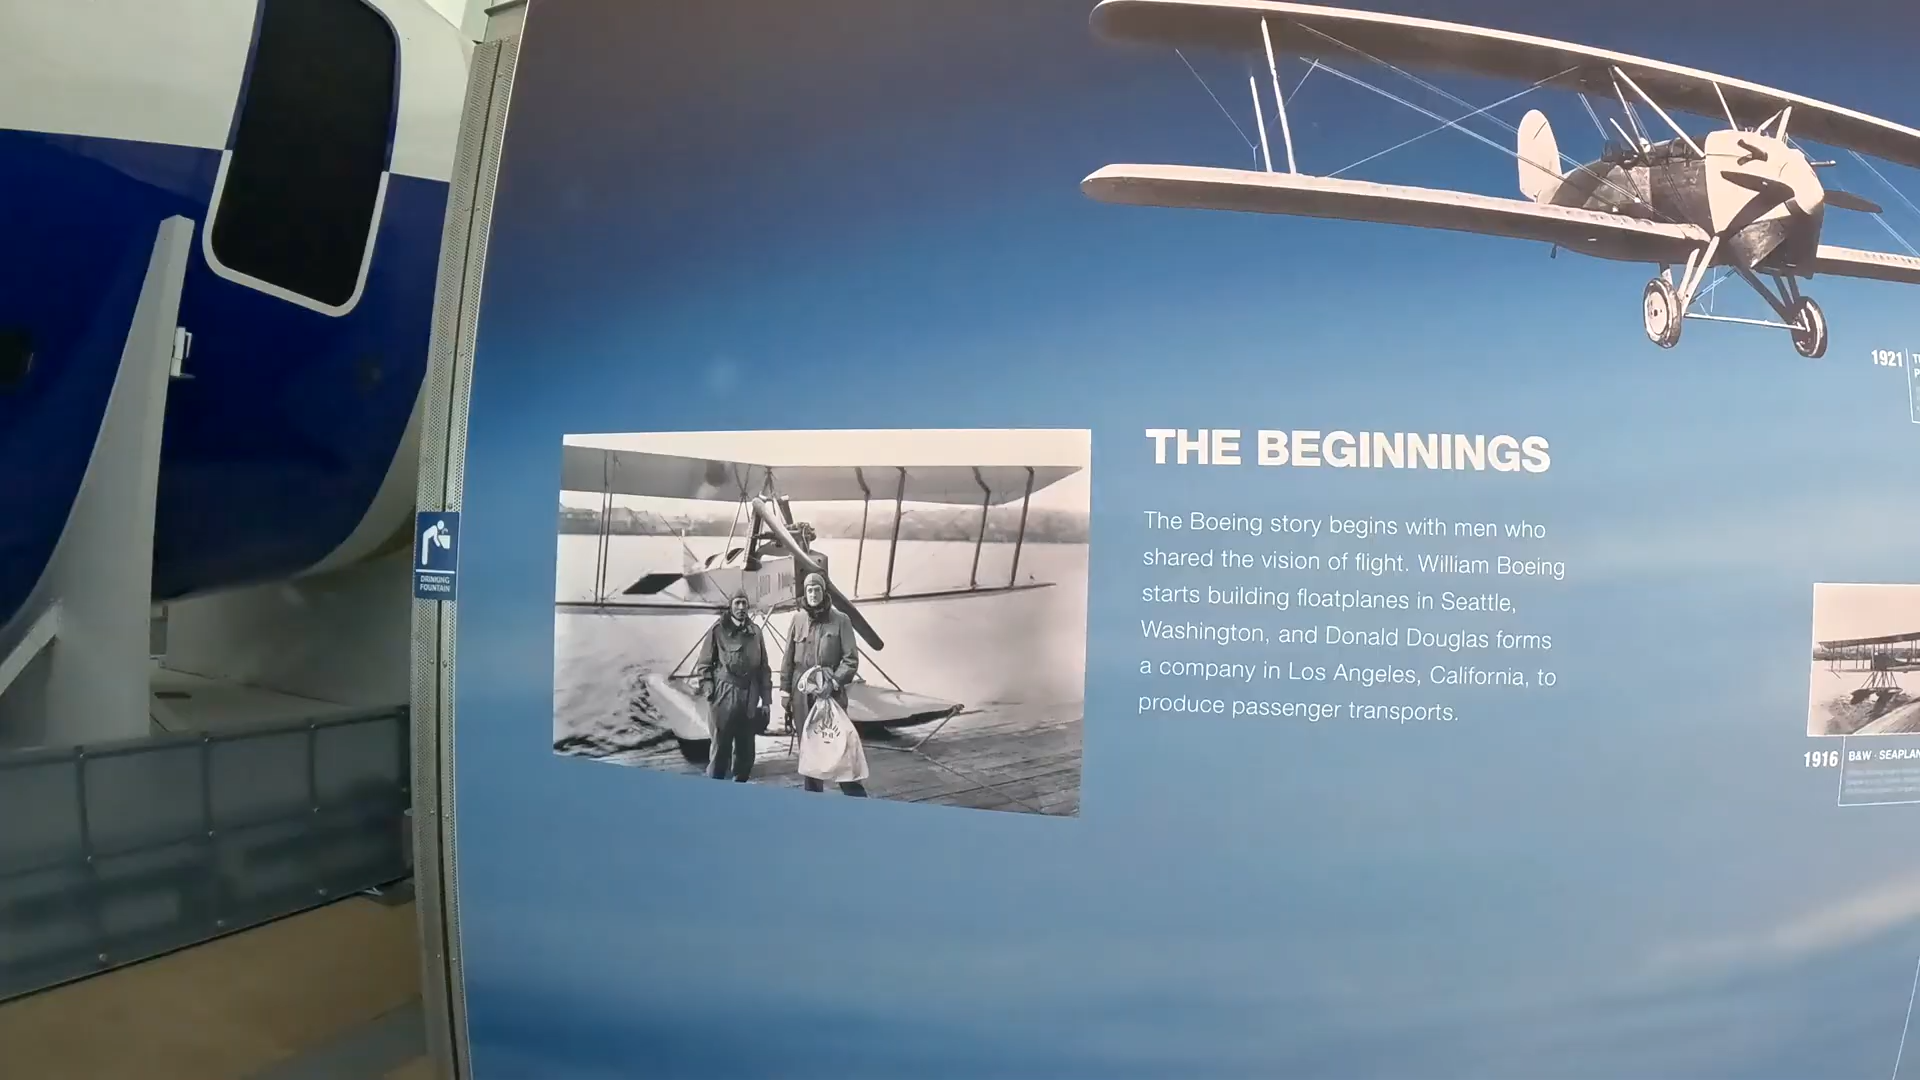 THE BEGINNINGS
The Boeing story begins with men who
shared the vision of flight. William Boeing
starts building floatplanes in Seattle,
Washington, and Donald Douglas forms
a company in Los Angeles, California, to
produce passenger transports.
DRINKING
FOUNTAIN
1921
1916
B&W - SEAPLAN